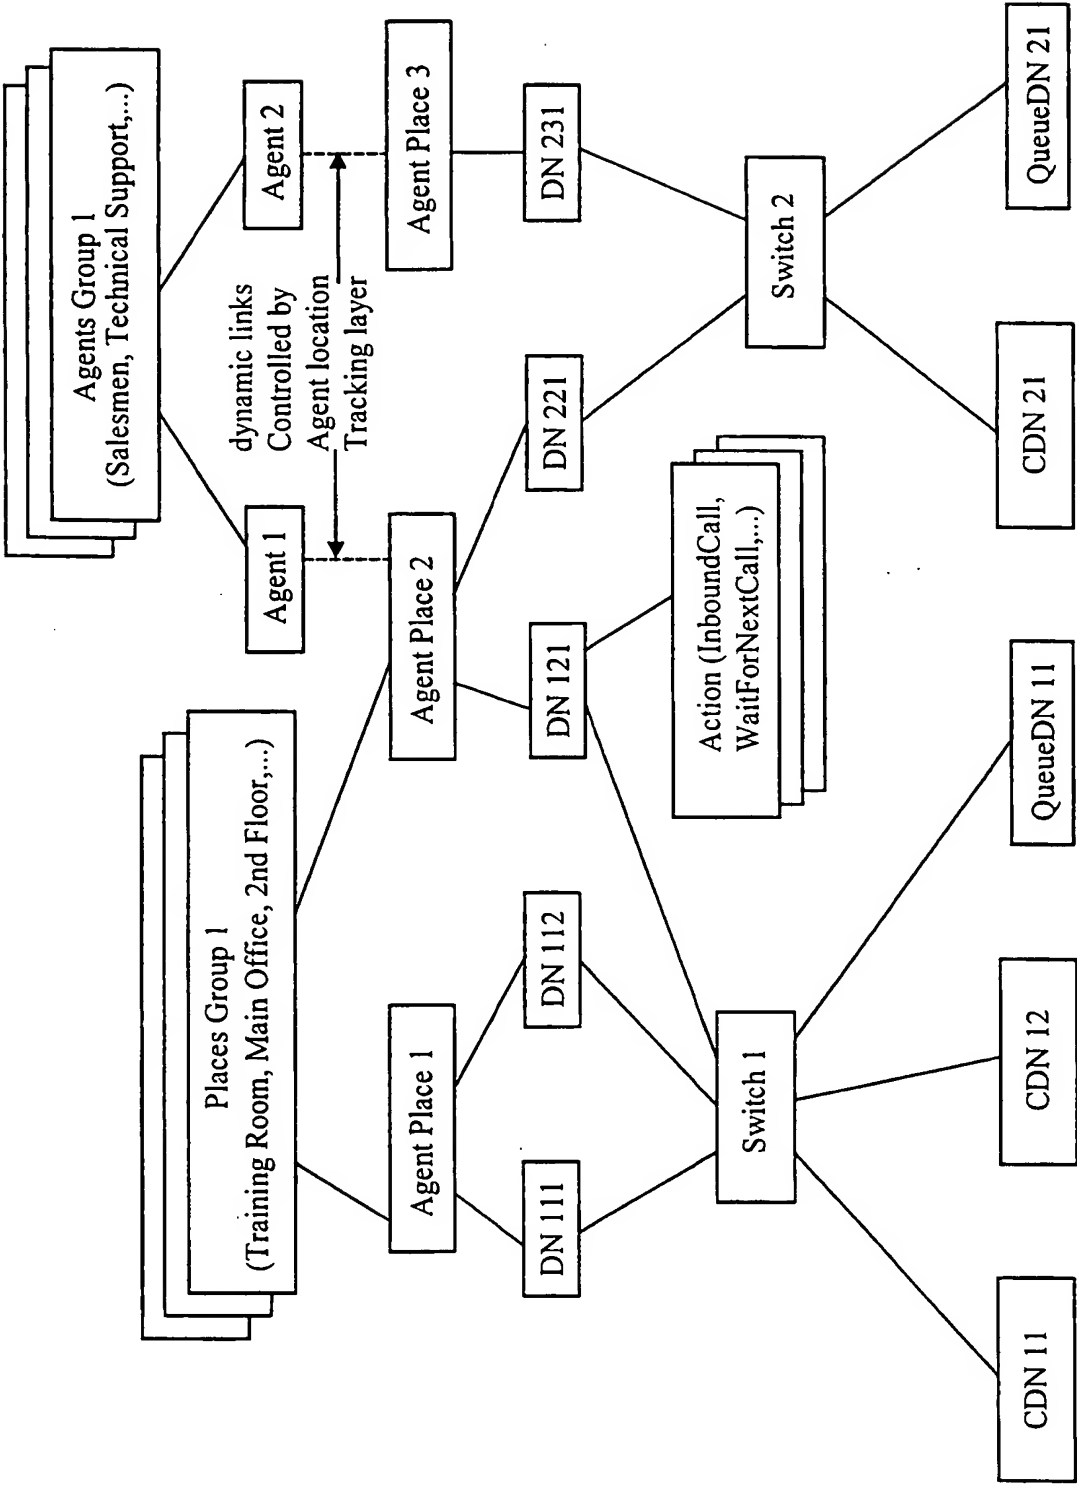 Agents Group 1
(Salesmen, Technical Support,...)
Places Group 1
(Training Room, Main Office, 2nd Floor,...)
Agent 1
dynamic links
Controlled by
Agent location
Tracking layer
Agent 2
Agent Place 1
Agent Place 2
Agent Place 3
DN 111
DN 112
DN 121
DN 221
DN 231
Action (InboundCall,
WaitForNextCall,...)
Switch 1
Switch 2
CDN 11
CDN 12
QueueDN 11
CDN 21
QueueDN 21